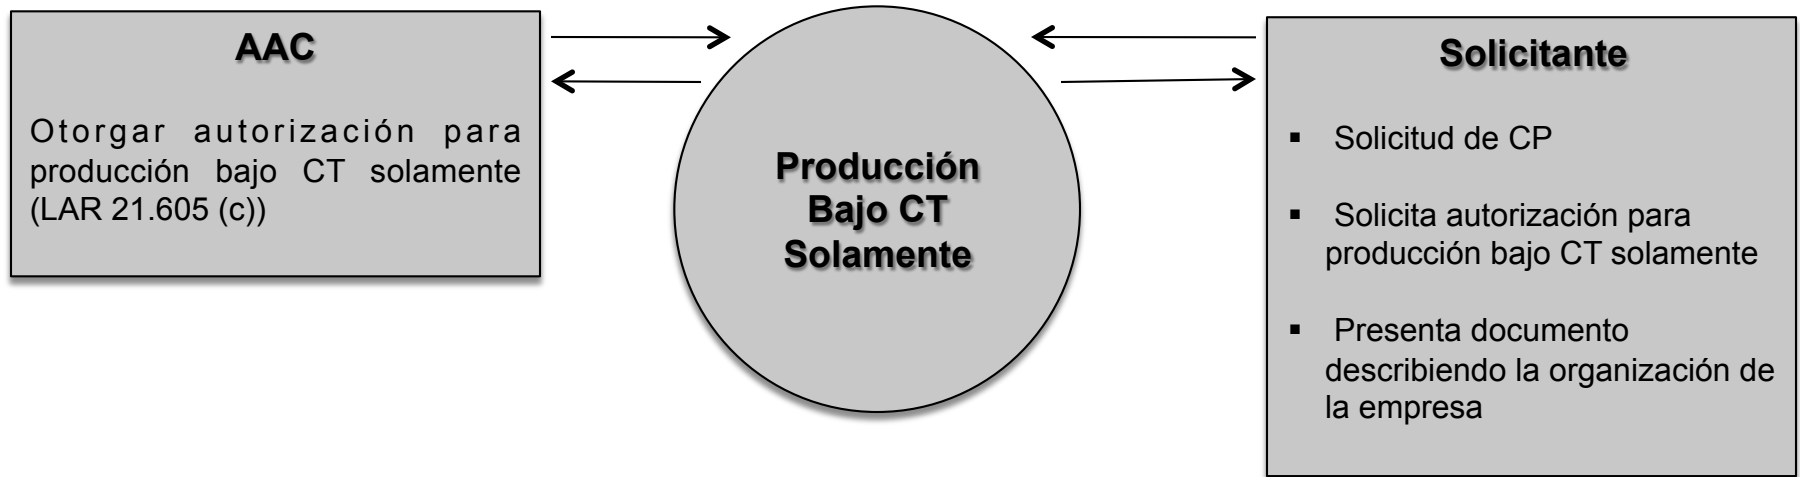 AAC
Otorgar autorización para
producción bajo CT solamente
(LAR 21.605 (c))
Producción
Bajo CT
Solamente
Solicitante
▪ Solicitud de CP
▪ Solicita autorización para
producción bajo CT solamente
▪ Presenta documento
describiendo la organización de
la empresa